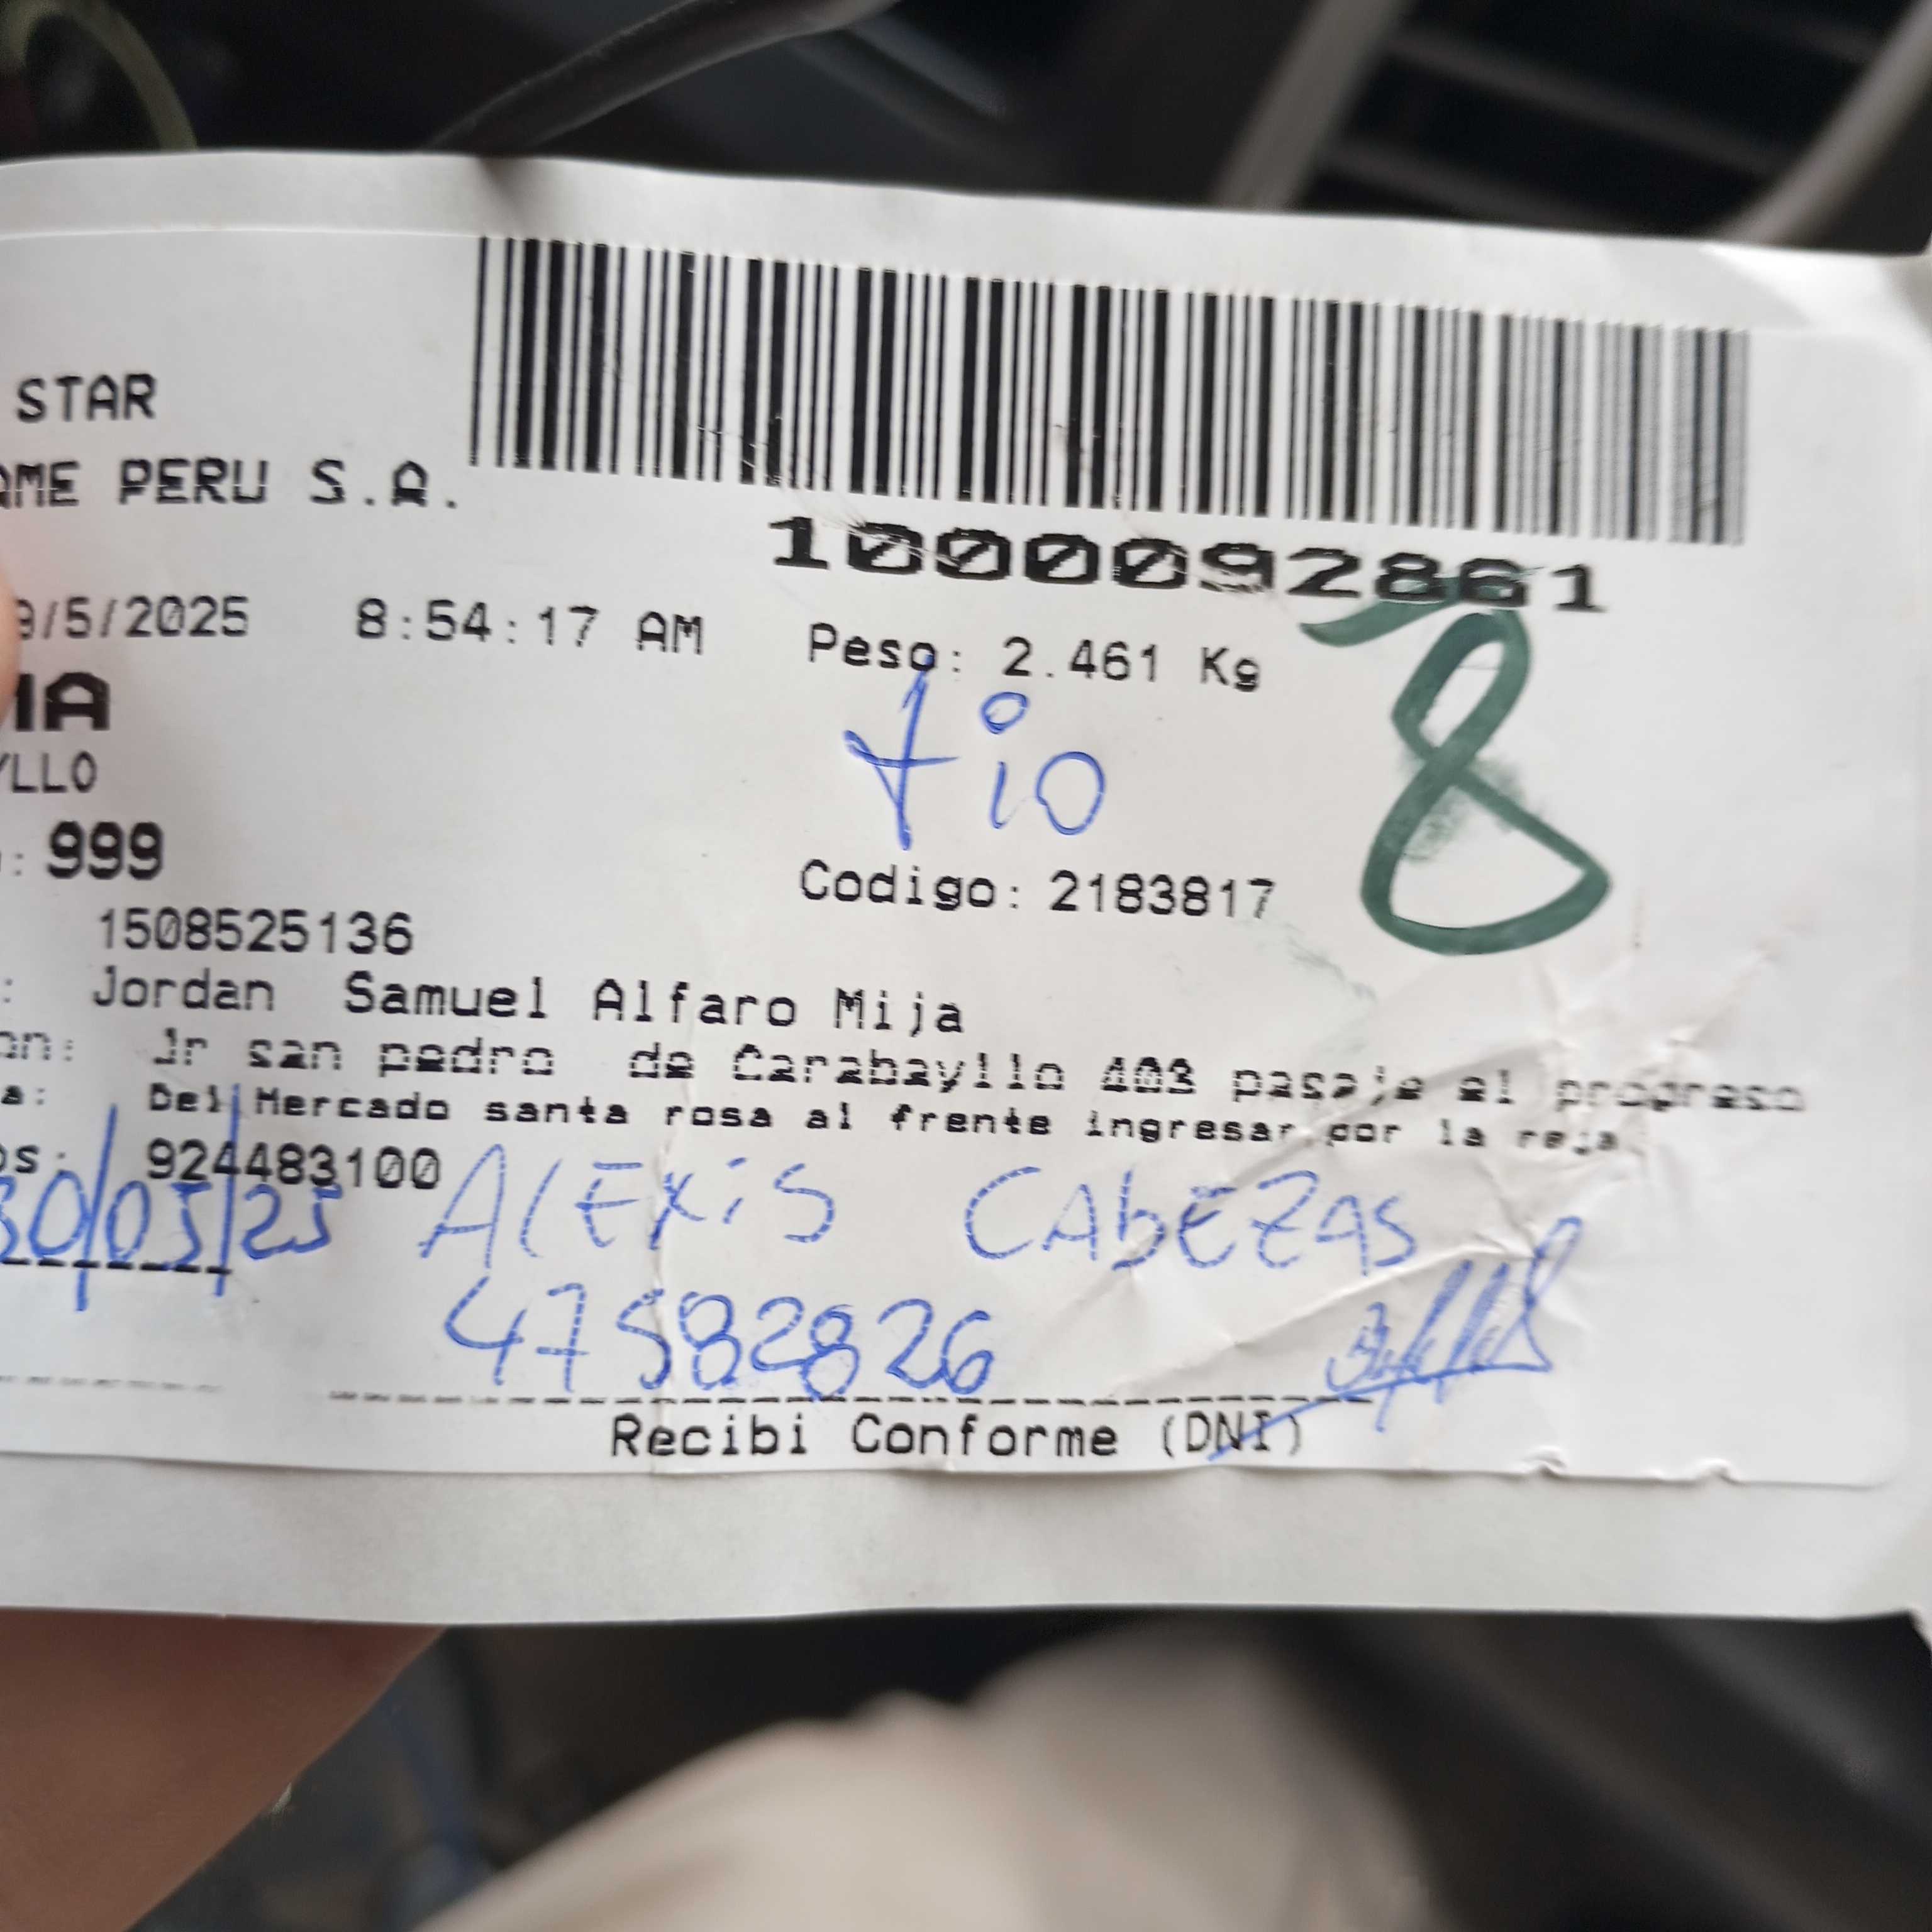 STAR
AME PERU S.A.
1000092861
9/5/2025 8:54:17 AM Peso: 2.461 Kg
8
MA
tio
YLLO
: 999
Codigo: 2183817
1508525136
: Jordan Samuel Alfaro Mija
on: Jr san pedro de Carabayllo 403 pasaje el progreso
a: Del Mercado santa rosa al frente ingresar por la reja
os: 924483100
30/05/25 AlEXiS CAbEZAS
47582826
Recibi Conforme (DNI)